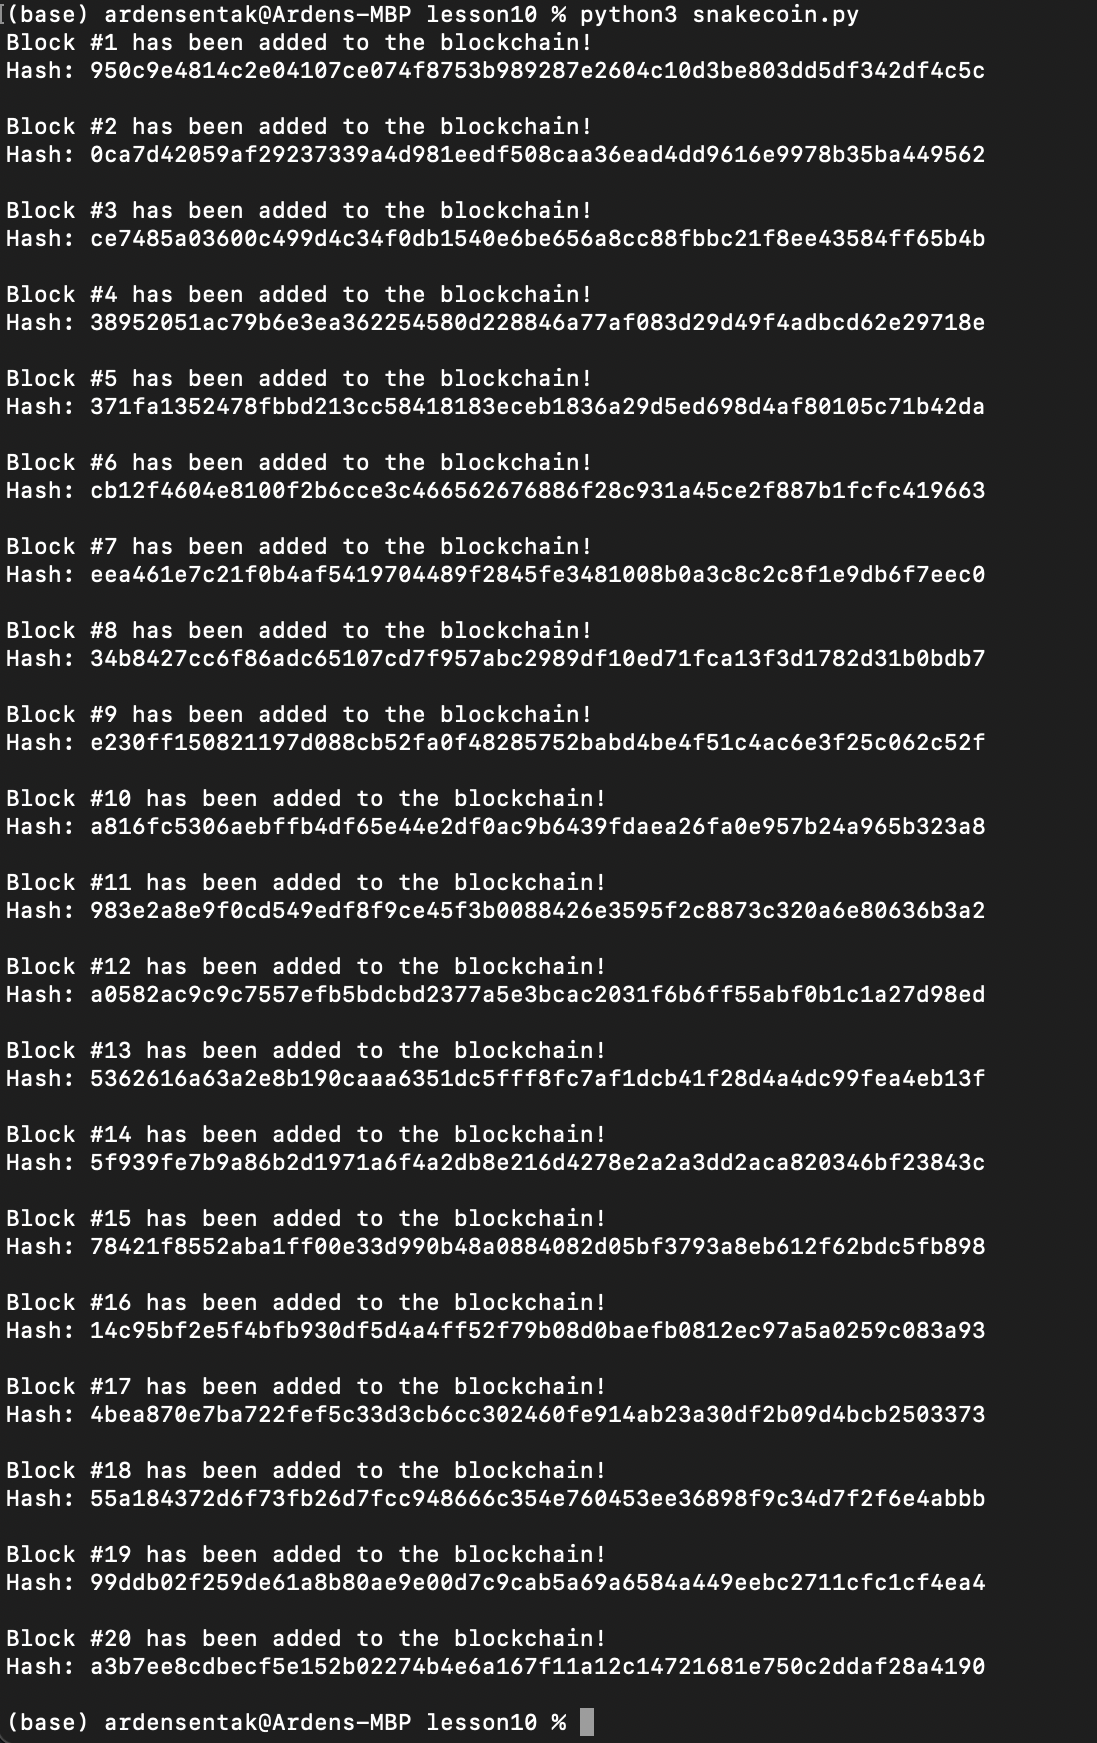 (base) ardensentak@Ardens-MBP lesson10 % python3 snakecoin.py
Block #1 has been added to the blockchain!
Hash: 950c9e4814c2e04107ce074f8753b989287e2604c10d3be803dd5df342df4c5c
Block #2 has been added to the blockchain!
Hash: 0ca7d42059af29237339a4d981eedf508caa36ead4dd9616e9978b35ba449562
Block #3 has been added to the blockchain!
Hash: ce7485a03600c499d4c34f0db1540e6be656a8cc88fbbc21f8ee43584ff65b4b
Block #4 has been added to the blockchain!
Hash: 38952051ac79b6e3ea362254580d228846a77af083d29d49f4adbcd62e29718e
Block #5 has been added to the blockchain!
Hash: 371fa1352478fbbd213cc58418183eceb1836a29d5ed698d4af80105c71b42da
Block #6 has been added to the blockchain!
Hash: cb12f4604e8100f2b6cce3c466562676886f28c931a45ce2f887b1fcfc419663
Block #7 has been added to the blockchain!
Hash: eea461e7c21f0b4af5419704489f2845fe3481008b0a3c8c2c8f1e9db6f7eec0
Block #8 has been added to the blockchain!
Hash: 34b8427cc6f86adc65107cd7f957abc2989df10ed71fca13f3d1782d31b0bdb7
Block #9 has been added to the blockchain!
Hash: e230ff150821197d088cb52fa0f48285752babd4be4f51c4ac6e3f25c062c52f
Block #10 has been added to the blockchain!
Hash: a816fc5306aebffb4df65e44e2df0ac9b6439fdaea26fa0e957b24a965b323a8
Block #11 has been added to the blockchain!
Hash: 983e2a8e9f0cd549edf8f9ce45f3b0088426e3595f2c8873c320a6e80636b3a2
Block #12 has been added to the blockchain!
Hash: a0582ac9c9c7557efb5bdcbd2377a5e3bcac2031f6b6ff55abf0b1c1a27d98ed
Block #13 has been added to the blockchain!
Hash: 5362616a63a2e8b190caaa6351dc5fff8fc7af1dcb41f28d4a4dc99fea4eb13f
Block #14 has been added to the blockchain!
Hash: 5f939fe7b9a86b2d1971a6f4a2db8e216d4278e2a2a3dd2aca820346bf23843c
Block #15 has been added to the blockchain!
Hash: 78421f8552aba1ff00e33d990b48a0884082d05bf3793a8eb612f62bdc5fb898
Block #16 has been added to the blockchain!
Hash: 14c95bf2e5f4bfb930df5d4a4ff52f79b08d0baefb0812ec97a5a0259c083a93
Block #17 has been added to the blockchain!
Hash: 4bea870e7ba722fef5c33d3cb6cc302460fe914ab23a30df2b09d4bcb2503373
Block #18 has been added to the blockchain!
Hash: 55a184372d6f73fb26d7fcc948666c354e760453ee36898f9c34d7f2f6e4abbb
Block #19 has been added to the blockchain!
Hash: 99ddb02f259de61a8b80ae9e00d7c9cab5a69a6584a449eebc2711cfc1cf4ea4
Block #20 has been added to the blockchain!
Hash: a3b7ee8cdbecf5e152b02274b4e6a167f11a12c14721681e750c2ddaf28a4190
(base) ardensentak@Ardens-MBP lesson10 %